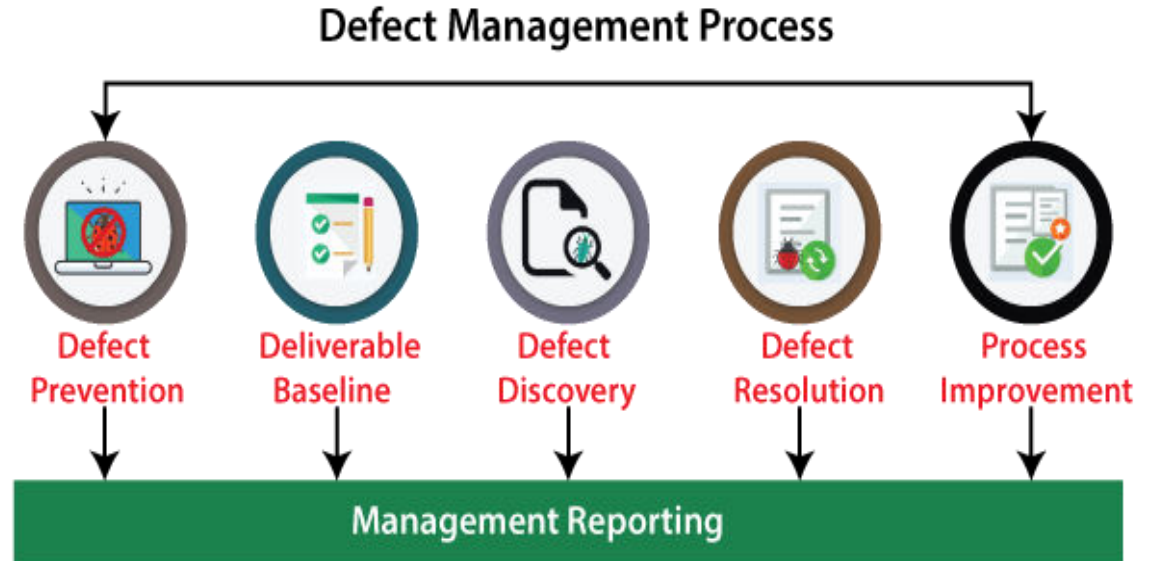 Defect Management Process
Defect
Prevention
Deliverable
Baseline
Defect
Discovery
Defect
Resolution
Process
Improvement
Management Reporting